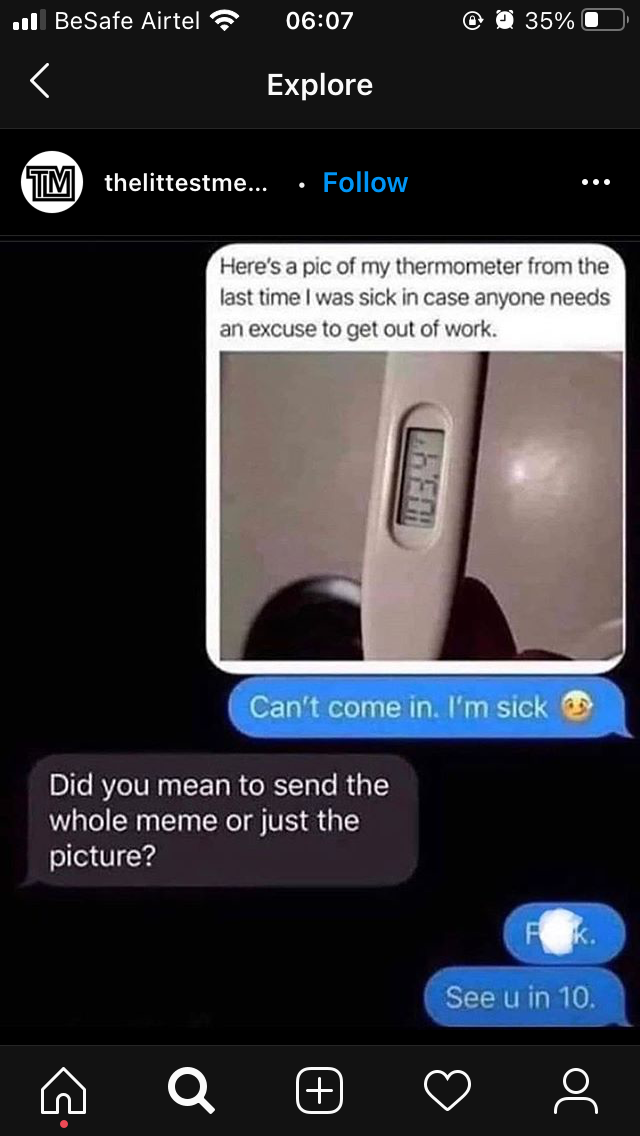 BeSafe Airtel 06:07 35%
Explore
TM thelittestme... • Follow
Here's a pic of my thermometer from the
last time I was sick in case anyone needs
an excuse to get out of work.
Can't come in. I'm sick 🤒
Did you mean to send the
whole meme or just the
picture?
F k.
See u in 10.